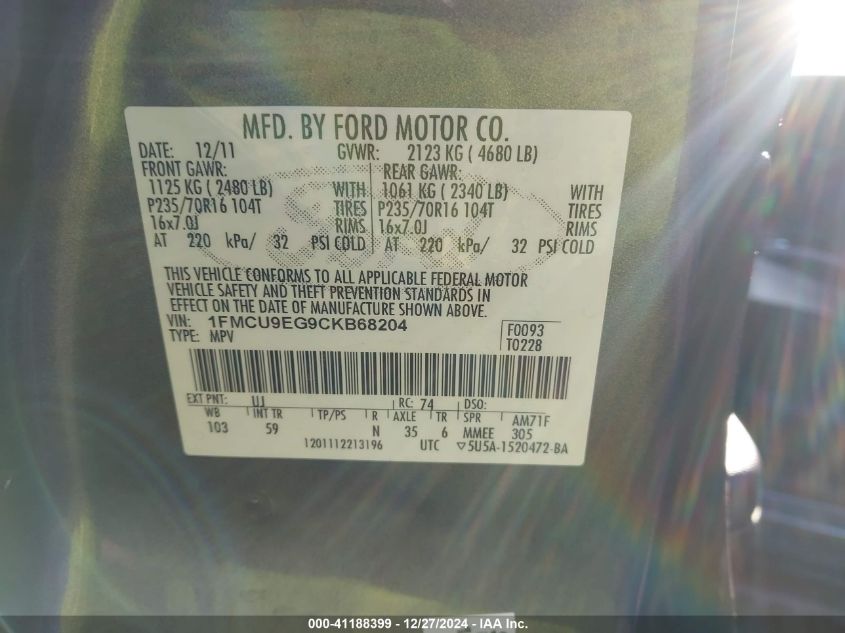 MFD. BY FORD MOTOR CO.
DATE: 12/11 GVWR: 2123 KG ( 4680 LB)
FRONT GAWR: REAR GAWR:
1125 KG ( 2480 LB) WITH 1061 KG ( 2340 LB) WITH
P235/70R16 104T TIRES P235/70R16 104T TIRES
16x7.0J RIMS 16x7.0J RIMS
AT 220 kPa/ 32 PSI COLD AT 220 kPa/ 32 PSI COLD
THIS VEHICLE CONFORMS TO ALL APPLICABLE FEDERAL MOTOR
VEHICLE SAFETY AND THEFT PREVENTION STANDARDS IN
EFFECT ON THE DATE OF MANUFACTURE SHOWN ABOVE.
VIN: 1FMCU9EG9CKB68204
TYPE: MPV
F0093
T0228
EXT PNT: UJ RC: 74 DSO:
WB INT TR TP/PS R AXLE TR SPR AM71F
103 59 N 35 6 MMEE 305
1201112213196 UTC ▽5U5A-1520472-BA
000-41188399 - 12/27/2024 - IAA Inc.